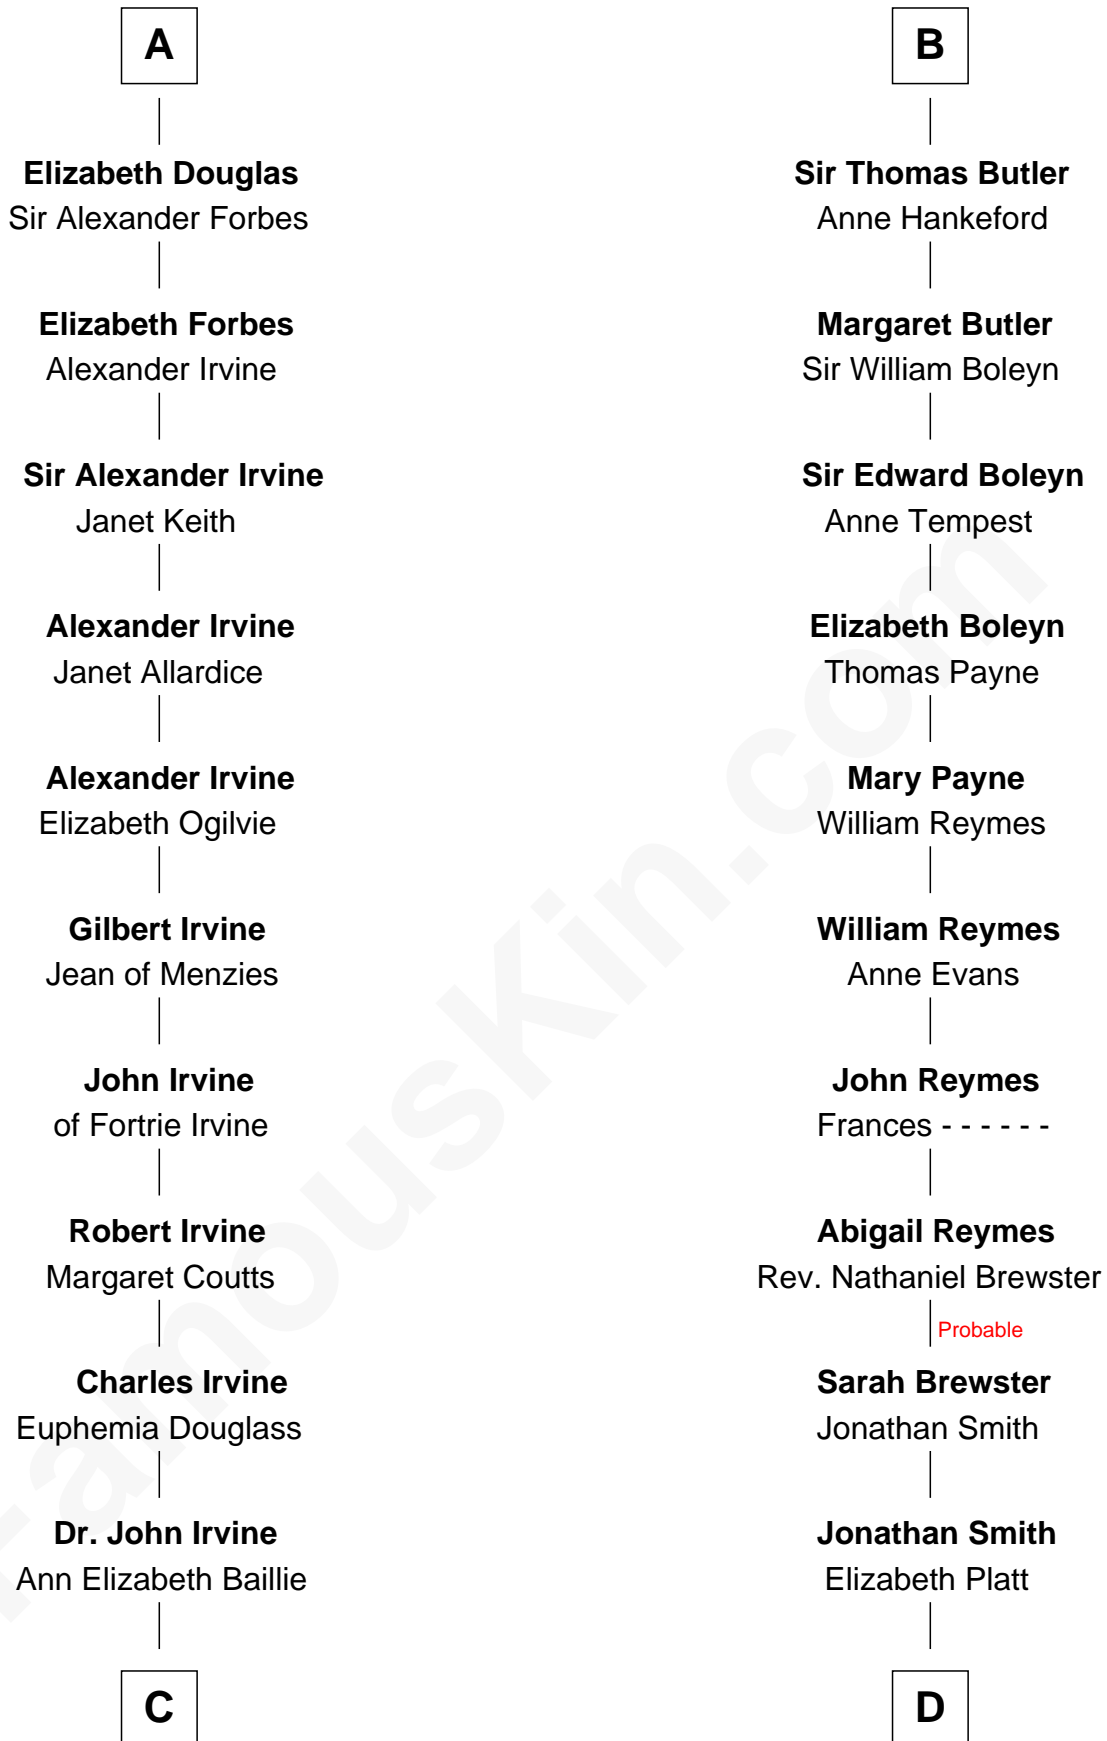 A
Elizabeth Douglas
Sir Alexander Forbes
Elizabeth Forbes
Alexander Irvine
Sir Alexander Irvine
Janet Keith
Alexander Irvine
Janet Allardice
Alexander Irvine
Elizabeth Ogilvie
Gilbert Irvine
Jean of Menzies
John Irvine
of Fortrie Irvine
Robert Irvine
Margaret Coutts
Charles Irvine
Euphemia Douglass
Dr. John Irvine
Ann Elizabeth Baillie
C
B
Sir Thomas Butler
Anne Hankeford
Margaret Butler
Sir William Boleyn
Sir Edward Boleyn
Anne Tempest
Elizabeth Boleyn
Thomas Payne
Mary Payne
William Reymes
William Reymes
Anne Evans
John Reymes
Frances - - - - - -
Abigail Reymes
Rev. Nathaniel Brewster
Probable
Sarah Brewster
Jonathan Smith
Jonathan Smith
Elizabeth Platt
D
FamousKin.com